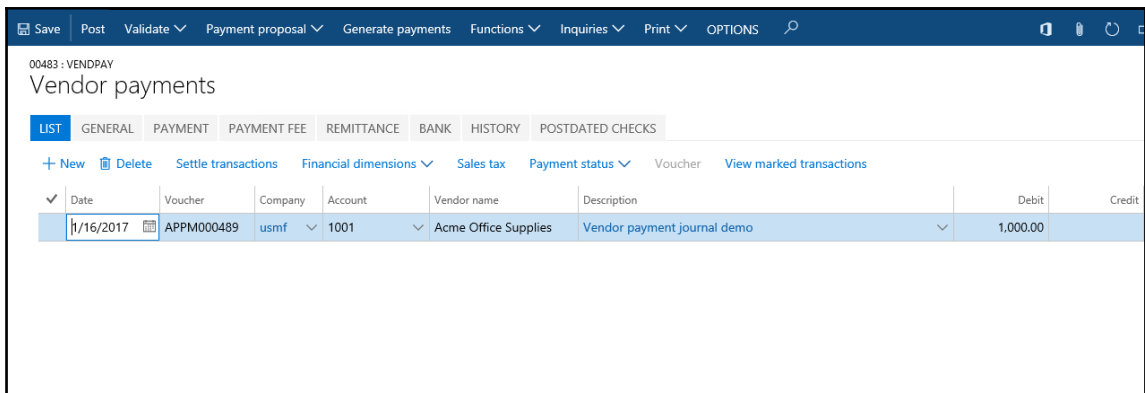 Save Post Validate Payment proposal Generate payments Functions Inquiries Print OPTIONS
00483 : VENDPAY
Vendor payments
LIST GENERAL PAYMENT PAYMENT FEE REMITTANCE BANK HISTORY POSTDATED CHECKS
New Delete Settle transactions Financial dimensions Sales tax Payment status Voucher View marked transactions
Date Voucher Company Account Vendor name Description Debit Credit
1/16/2017 APPM000489 usmf 1001 Acme Office Supplies Vendor payment journal demo 1,000.00